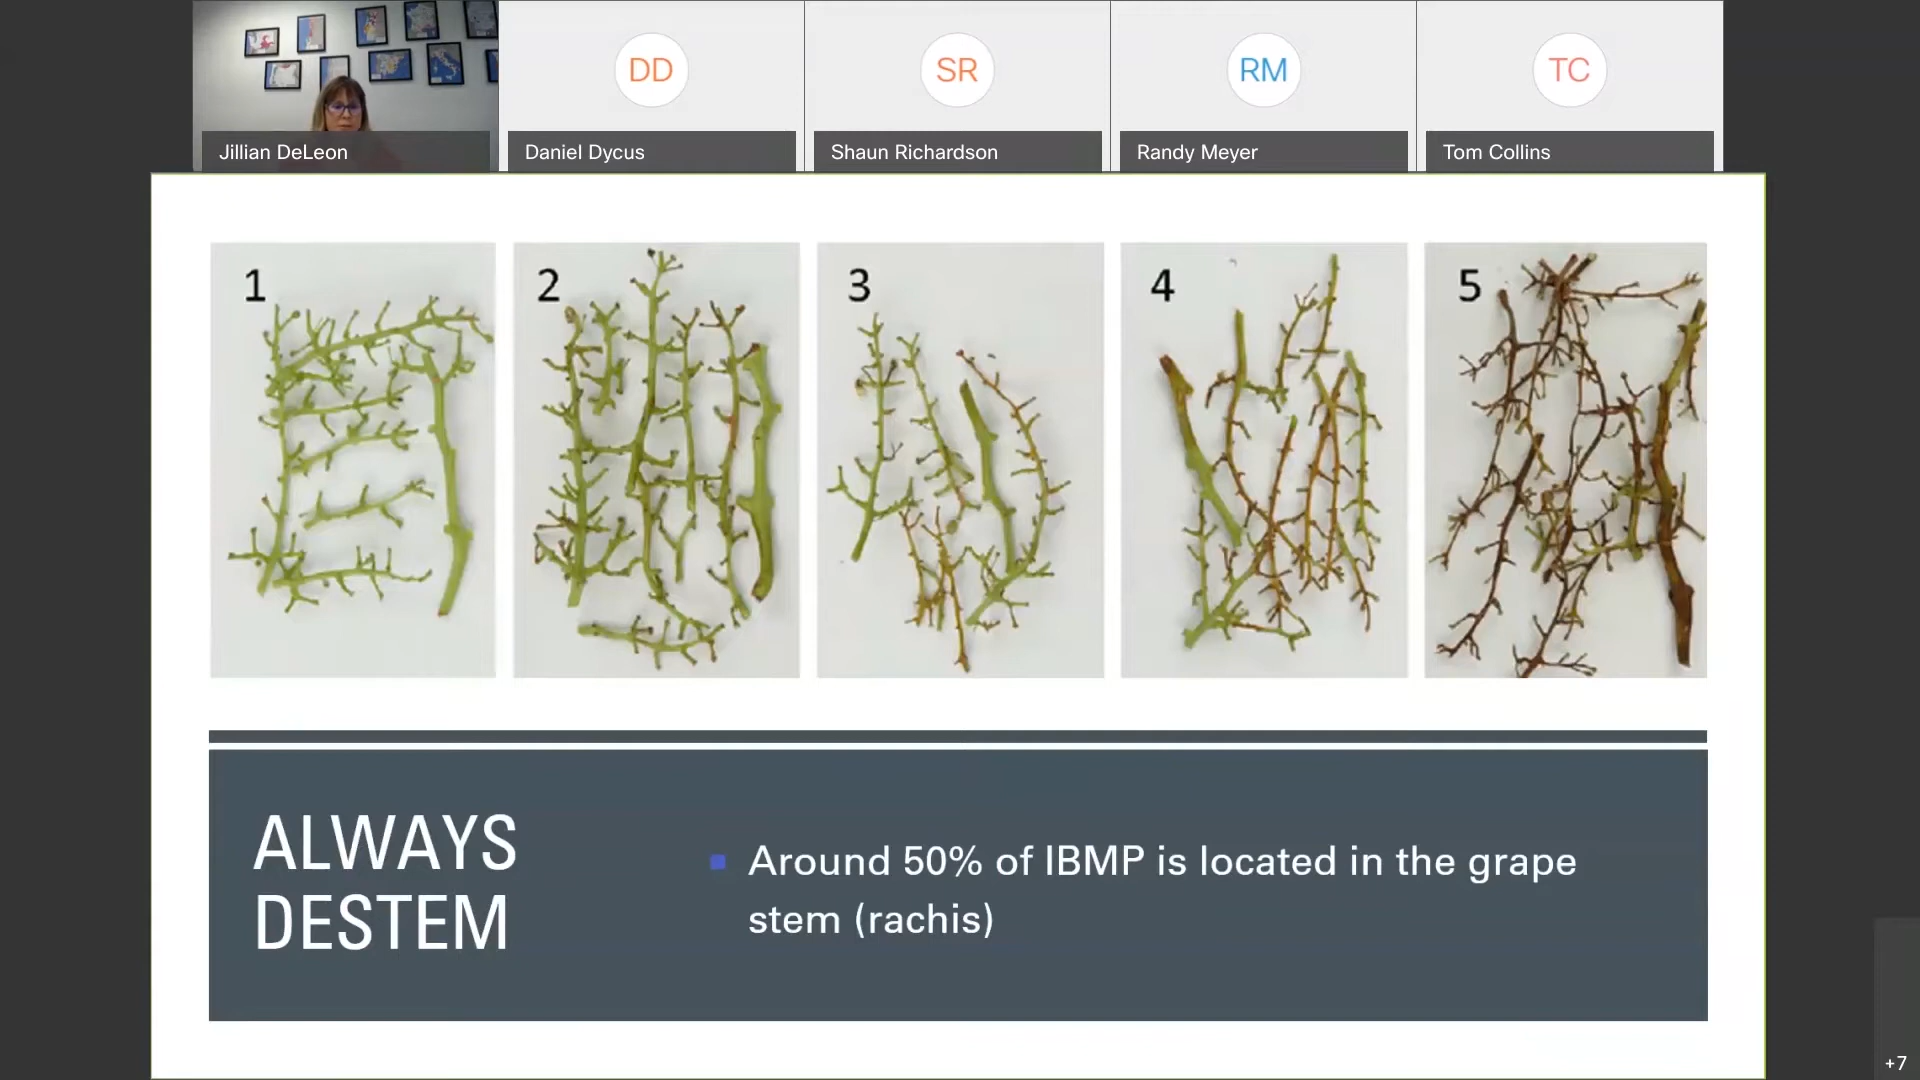 DD
SR
RM
TC
Jillian DeLeon
Daniel Dycus
Shaun Richardson
Randy Meyer
Tom Collins
1
2
3
4
5
ALWAYS
DESTEM
Around 50% of IBMP is located in the grape
stem (rachis)
+7